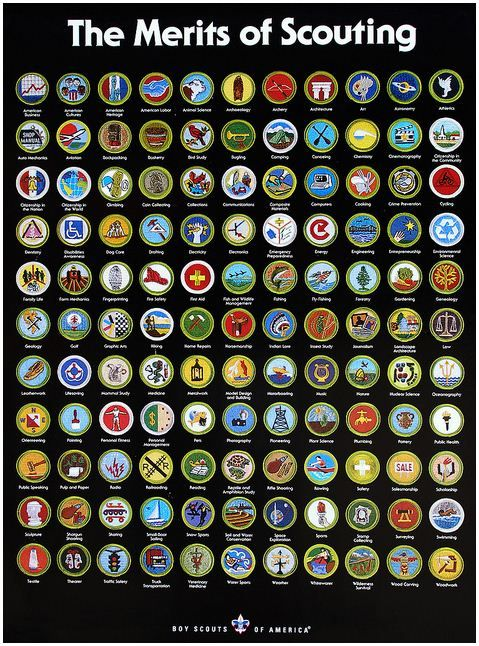 The Merits of Scouting
American
Business
American
Cultures
American
Heritage
American Labor
Animal Science
Archaeology
Archery
Architecture
Art
Astronomy
Athletics
SHOP
MANUAL
Auto Mechanics
Aviation
Backpacking
Basketry
Bird Study
Bugling
Camping
Canoeing
Chemistry
Cinematography
Citizenship in
the Community
Citizenship
in the Nation
Citizenship in
the World
Climbing
Coin Collecting
Collections
Communications
Composite
Materials
Computers
Cooking
Crime Prevention
Cycling
Dentistry
Disabilities
Awareness
Dog Care
Drafting
Electricity
Electronics
Emergency
Preparedness
Energy
Engineering
Entrepreneurship
Environmental
Science
Family Life
Farm Mechanics
Fingerprinting
Fire Safety
First Aid
Fish and Wildlife
Management
Fishing
Fly-Fishing
Forestry
Gardening
Genealogy
Geology
Golf
Graphic Arts
Hiking
Home Repairs
Horsemanship
Indian Lore
Insect Study
Journalism
Landscape
Architecture
Law
Leatherwork
Lifesaving
Mammal Study
Medicine
Metalwork
Model Design
and Building
Motorboating
Music
Nature
Nuclear Science
Oceanography
N
W E
S
Orienteering
Painting
Personal Fitness
Personal
Management
Pets
Photography
Pioneering
Plant Science
Plumbing
Pottery
Public Health
Public Speaking
Pulp and Paper
Radio
R R
Railroading
Reading
Reptile and
Amphibian Study
Rifle Shooting
Rowing
Safety
SALE
Salesmanship
Scholarship
Sculpture
Shotgun
Shooting
Skating
Small-Boat
Sailing
Snow Sports
Soil and Water
Conservation
Space
Exploration
Sports
Stamp
Collecting
Surveying
Swimming
Textile
Theater
Traffic Safety
Truck
Transportation
Veterinary
Medicine
Water Sports
Weather
Whitewater
Wilderness
Survival
Wood Carving
Woodwork
BOY SCOUTS OF AMERICA®